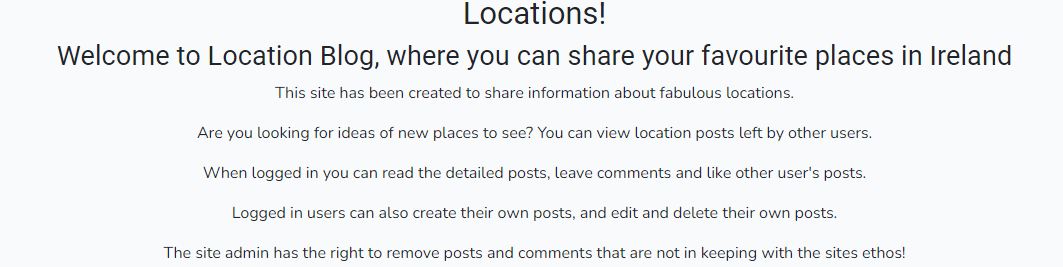 Locations!
Welcome to Location Blog, where you can share your favourite places in Ireland
This site has been created to share information about fabulous locations.
Are you looking for ideas of new places to see? You can view location posts left by other users.
When logged in you can read the detailed posts, leave comments and like other user's posts.
Logged in users can also create their own posts, and edit and delete their own posts.
The site admin has the right to remove posts and comments that are not in keeping with the sites ethos!